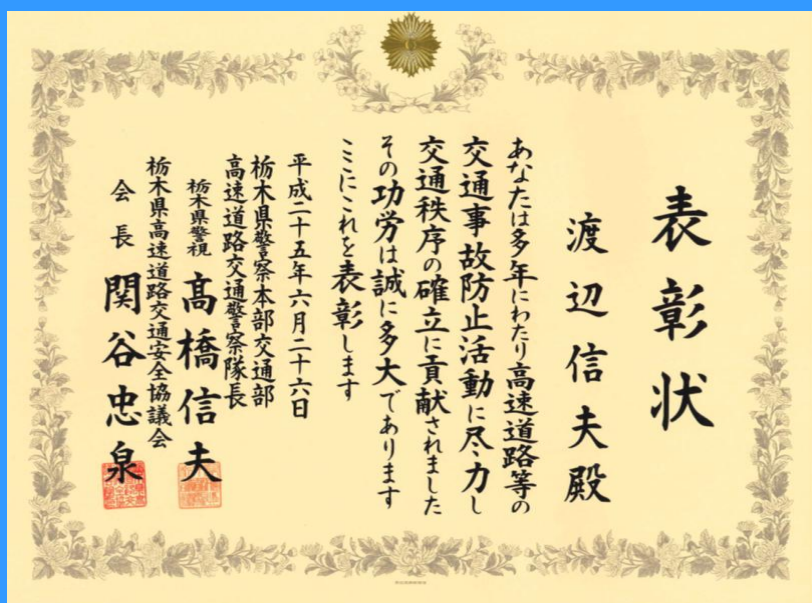 表彰状
渡辺信夫殿
あなたは多年にわたり高速道路等の
交通事故防止活動に尽力し
交通秩序の確立に貢献されました
その功労は誠に多大であります
ここにこれを表彰します
平成二十五年六月二十六日
栃木県警察本部交通部
高速道路交通警察隊長
栃木県警視 髙橋信夫
栃木県高速道路交通安全協議会
会長 関谷忠泉